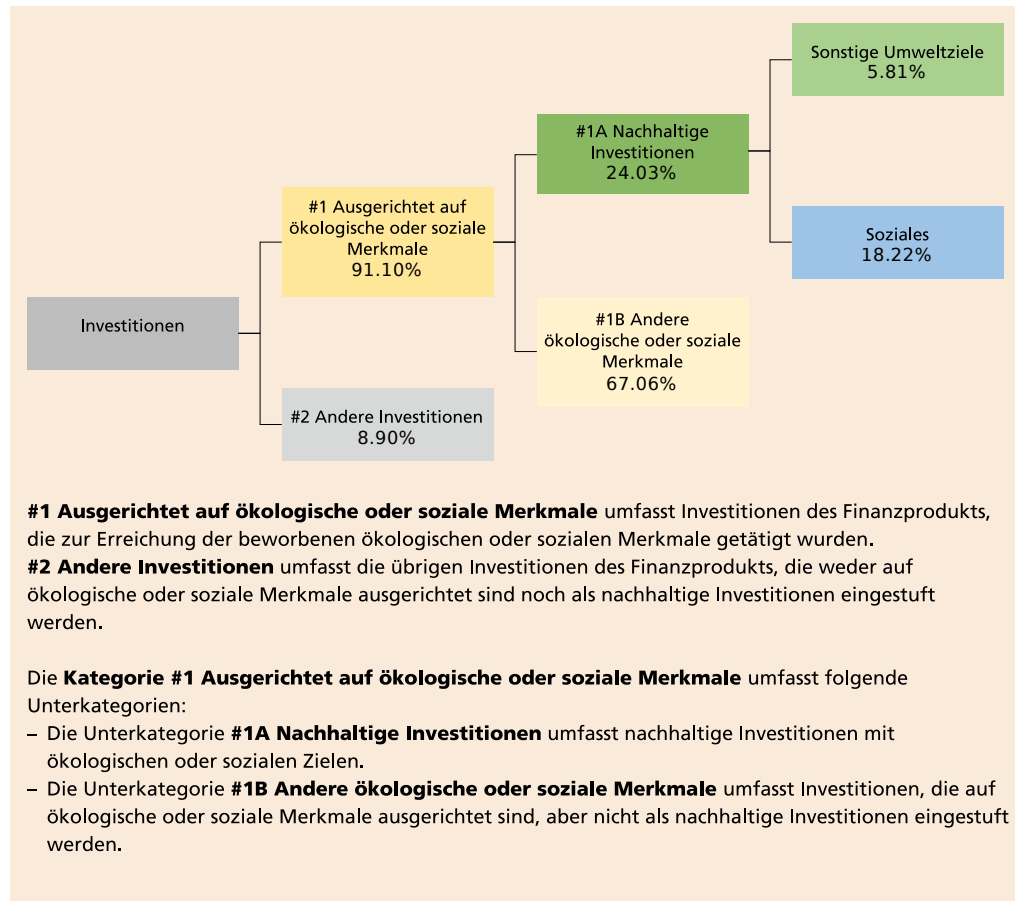 Sonstige Umweltziele
5.81%
#1A Nachhaltige
Investitionen
24.03%
#1 Ausgerichtet auf
ökologische oder soziale
Merkmale
91.10%
Soziales
18.22%
Investitionen
#1B Andere
ökologische oder soziale
Merkmale
67.06%
#2 Andere Investitionen
8.90%
#1 Ausgerichtet auf ökologische oder soziale Merkmale umfasst Investitionen des Finanzprodukts,
die zur Erreichung der beworbenen ökologischen oder sozialen Merkmale getätigt wurden.
#2 Andere Investitionen umfasst die übrigen Investitionen des Finanzprodukts, die weder auf
ökologische oder soziale Merkmale ausgerichtet sind noch als nachhaltige Investitionen eingestuft
werden.
Die Kategorie #1 Ausgerichtet auf ökologische oder soziale Merkmale umfasst folgende
Unterkategorien:
– Die Unterkategorie #1A Nachhaltige Investitionen umfasst nachhaltige Investitionen mit
ökologischen oder sozialen Zielen.
– Die Unterkategorie #1B Andere ökologische oder soziale Merkmale umfasst Investitionen, die auf
ökologische oder soziale Merkmale ausgerichtet sind, aber nicht als nachhaltige Investitionen eingestuft
werden.